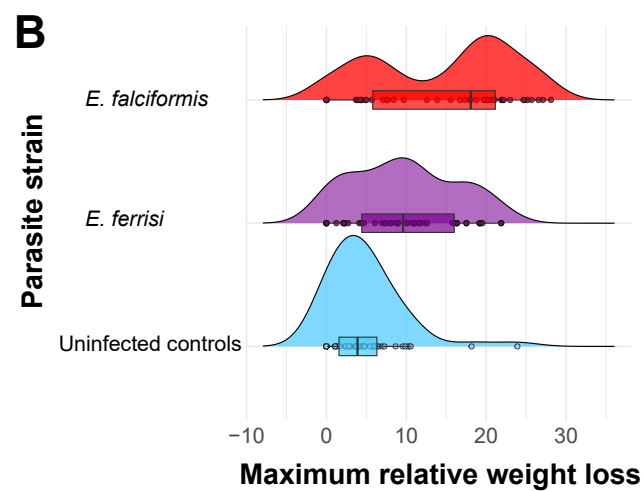 B
Parasite strain
E. falciformis
E. ferrisi
Uninfected controls
−10 0 10 20 30
Maximum relative weight loss